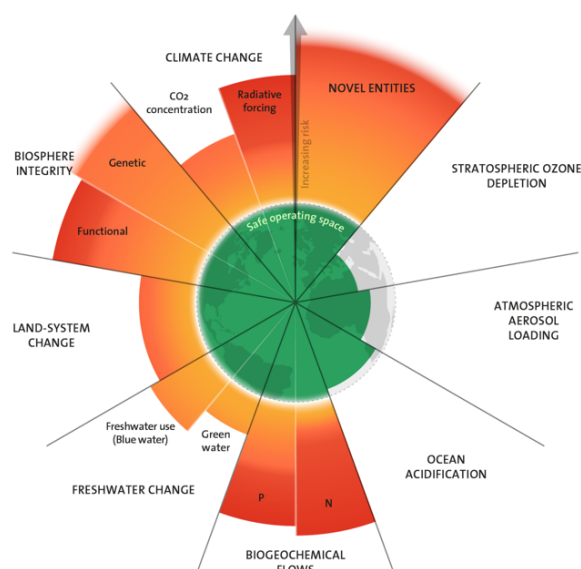 CLIMATE CHANGE
CO2
concentration
Radiative
forcing
Increasing risk
NOVEL ENTITIES
STRATOSPHERIC OZONE
DEPLETION
BIOSPHERE
INTEGRITY
Genetic
Functional
Safe operating space
ATMOSPHERIC
AEROSOL
LOADING
LAND-SYSTEM
CHANGE
Freshwater use
(Blue water)
Green
water
FRESHWATER CHANGE
OCEAN
ACIDIFICATION
P
N
BIOGEOCHEMICAL
FLOWS